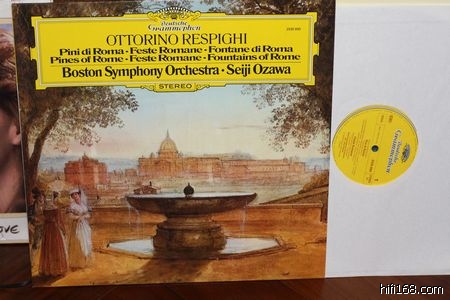 Deutsche
Grammophon
OTTORINO RESPIGHI
Pini di Roma · Feste Romane · Fontane di Roma
Pines of Rome · Feste Romane · Fountains of Rome
Boston Symphony Orchestra · Seiji Ozawa
STEREO
Deutsche
Grammophon
OVE
hifi168.com